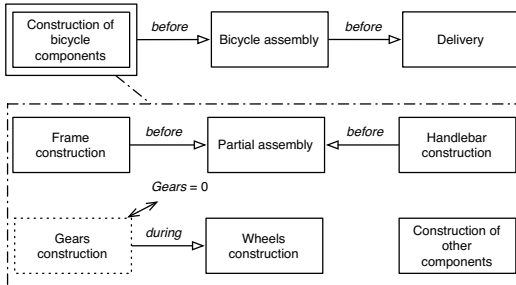 Construction of
bicycle
components
before
Bicycle assembly
before
Delivery
Frame
construction
before
Partial assembly
before
Handlebar
construction
Gears = 0
Gears
construction
during
Wheels
construction
Construction of
other
components